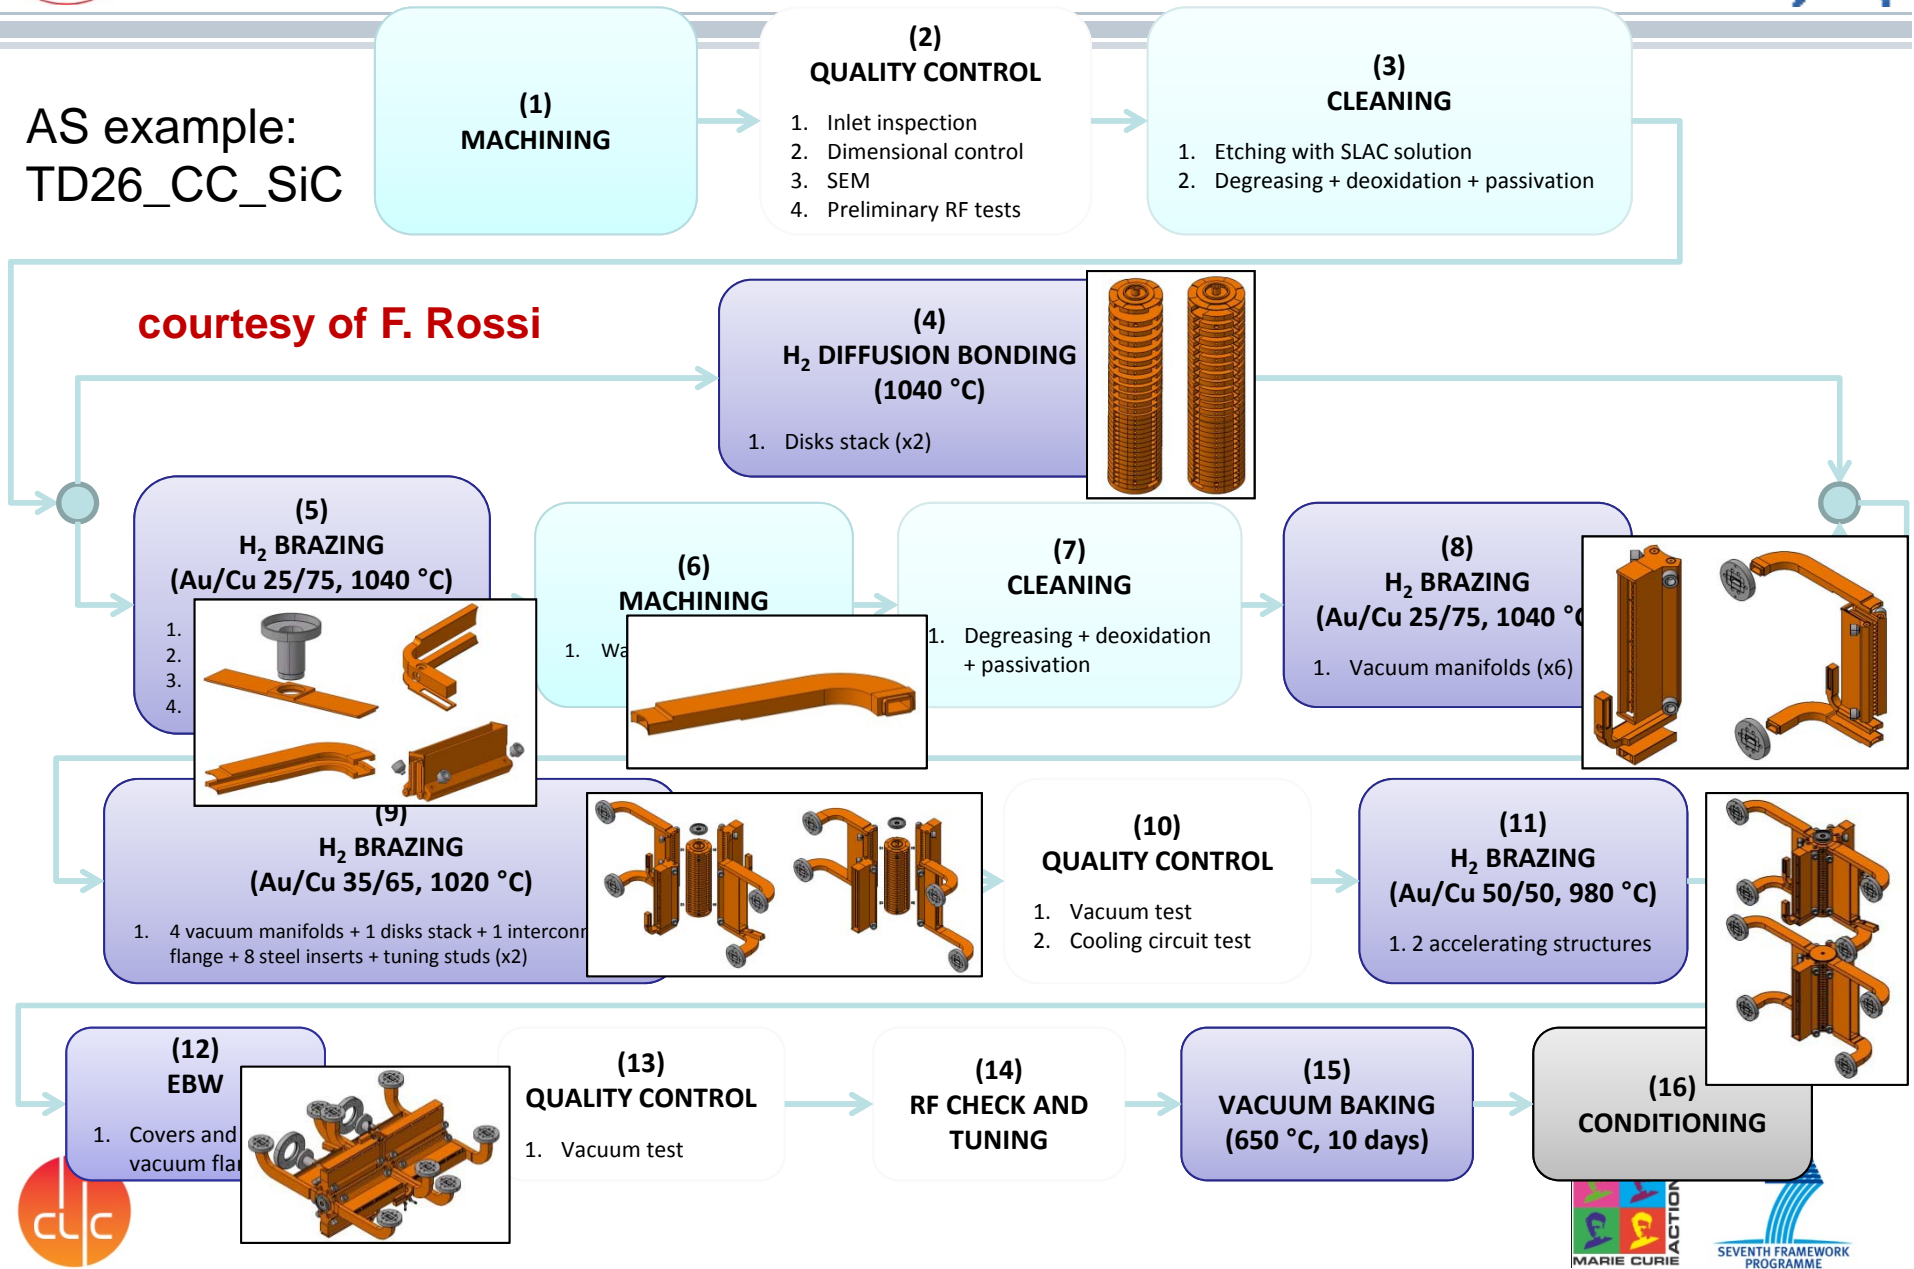 AS example:
TD26_CC_SiC
(1)
MACHINING
(2)
QUALITY CONTROL
1. Inlet inspection
2. Dimensional control
3. SEM
4. Preliminary RF tests
(3)
CLEANING
1. Etching with SLAC solution
2. Degreasing + deoxidation + passivation
courtesy of F. Rossi
(4)
H2 DIFFUSION BONDING
(1040 °C)
1. Disks stack (x2)
(5)
H2 BRAZING
(Au/Cu 25/75, 1040 °C)
1.
2.
3.
4.
(6)
MACHINING
1.
(7)
CLEANING
1. Degreasing + deoxidation
+ passivation
(8)
H2 BRAZING
(Au/Cu 25/75, 1040 °C
1. Vacuum manifolds (x6)
(9)
H2 BRAZING
(Au/Cu 35/65, 1020 °C)
1. 4 vacuum manifolds + 1 disks stack + 1
flange + 8 steel inserts + tuning studs (x2)
(10)
QUALITY CONTROL
1. Vacuum test
2. Cooling circuit test
(11)
H2 BRAZING
(Au/Cu 50/50, 980 °C)
1. 2 accelerating structures
(12)
EBW
1. Covers and
vacuum
(13)
QUALITY CONTROL
1. Vacuum test
(14)
RF CHECK AND
TUNING
(15)
VACUUM BAKING
(650 °C, 10 days)
(16)
CONDITIONING
clic
MARIE CURIE
ACTION
SEVENTH FRAMEWORK
PROGRAMME